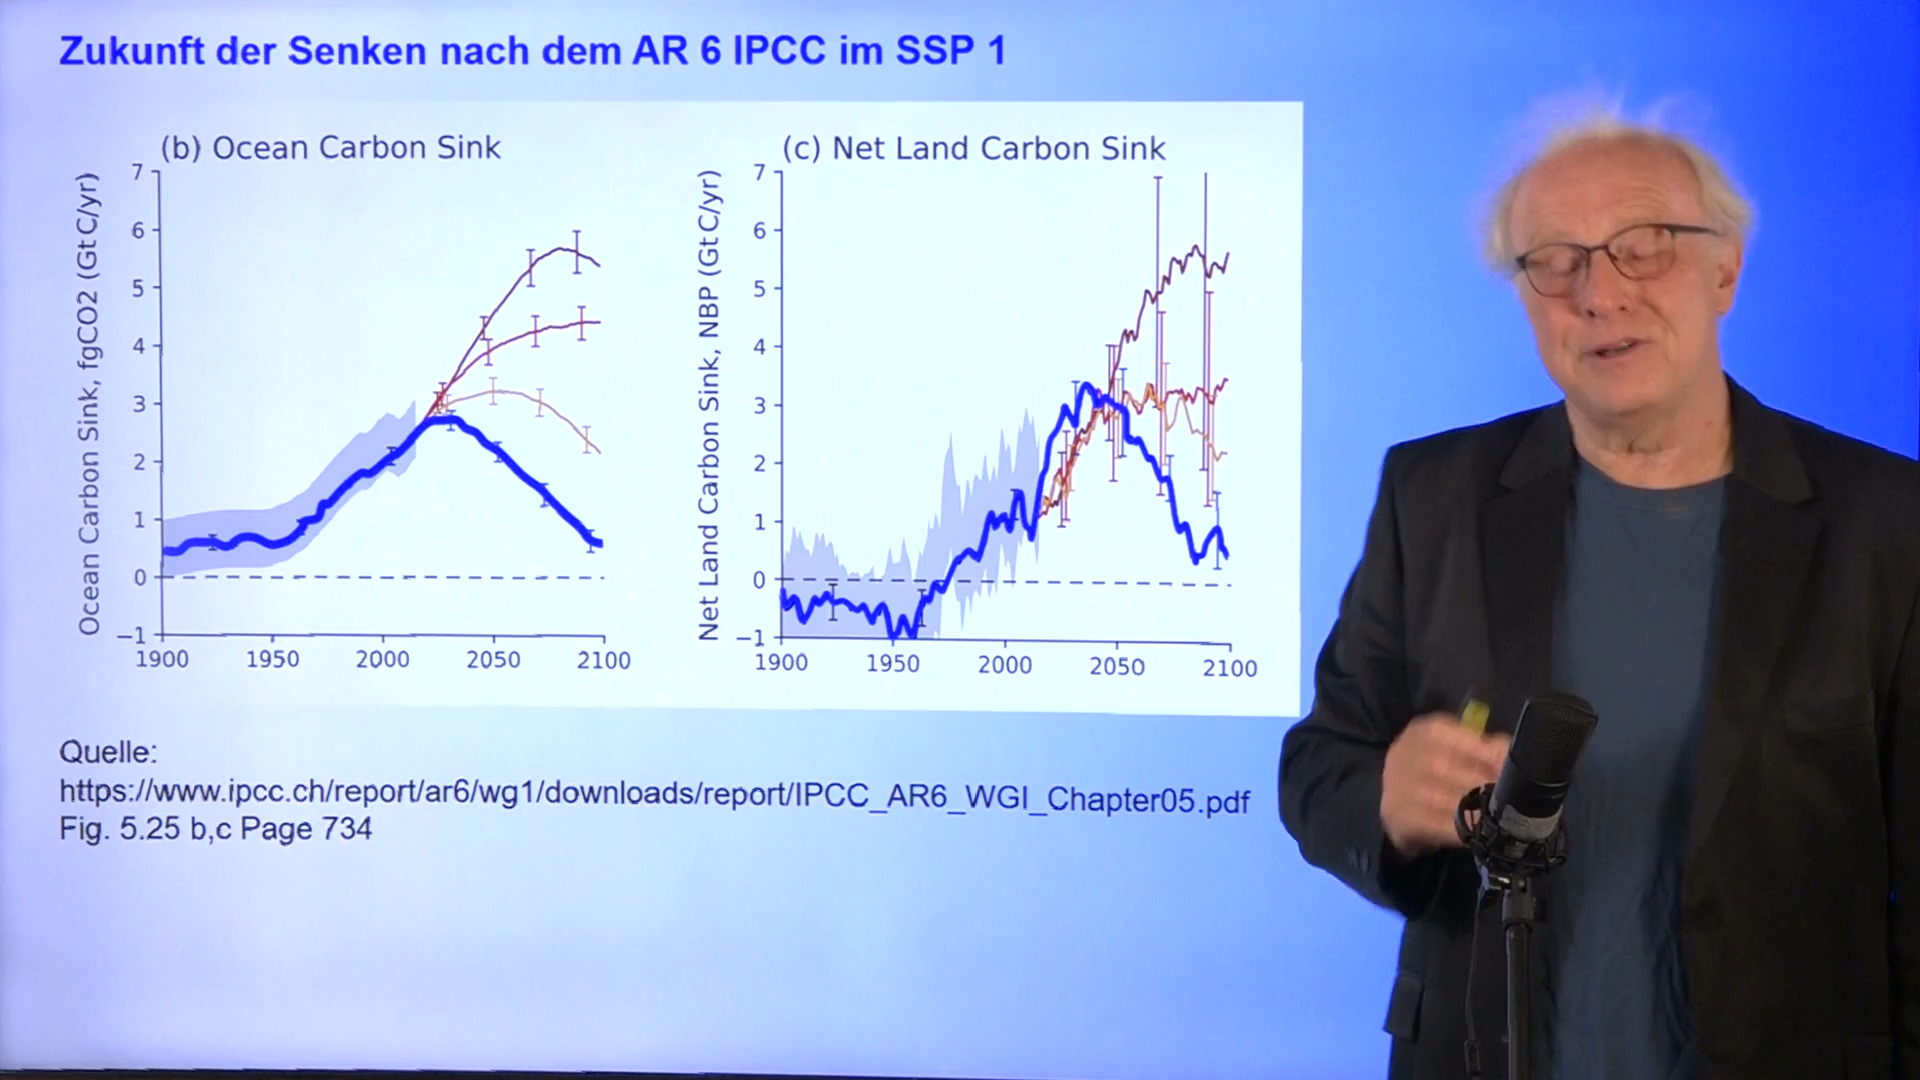 Zukunft der Senken nach dem AR 6 IPCC im SSP 1
(b) Ocean Carbon Sink
Ocean Carbon Sink, fgCO2 (GtC/yr)
7
6
5
4
3
2
1
0
−1
1900 1950 2000 2050 2100
(c) Net Land Carbon Sink
Net Land Carbon Sink, NBP (GtC/yr)
7
6
5
4
3
2
1
0
−1
1900 1950 2000 2050 2100
Quelle:
https://www.ipcc.ch/report/ar6/wg1/downloads/report/IPCC_AR6_WGI_Chapter05.pdf
Fig. 5.25 b,c Page 734